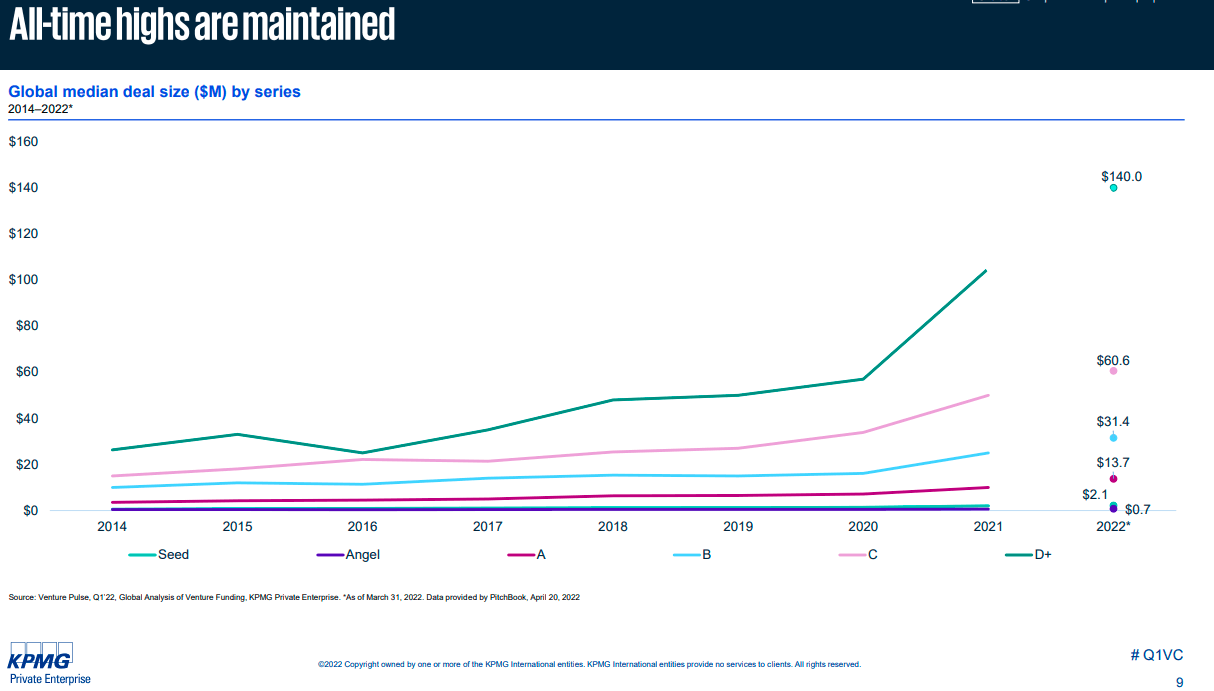 All-time highs are maintained
Global median deal size ($M) by series
2014–2022*
$160
$140
$120
$100
$80
$60
$40
$20
$0
$140.0
$60.6
$31.4
$13.7
$2.1
$0.7
2014 2015 2016 2017 2018 2019 2020 2021 2022*
Seed Angel A B C D+
Source: Venture Pulse, Q1'22, Global Analysis of Venture Funding, KPMG Private Enterprise. *As of March 31, 2022. Data provided by PitchBook, April 20, 2022
KPMG
Private Enterprise
©2022 Copyright owned by one or more of the KPMG International entities. KPMG International entities provide no services to clients. All rights reserved.
# Q1VC
9